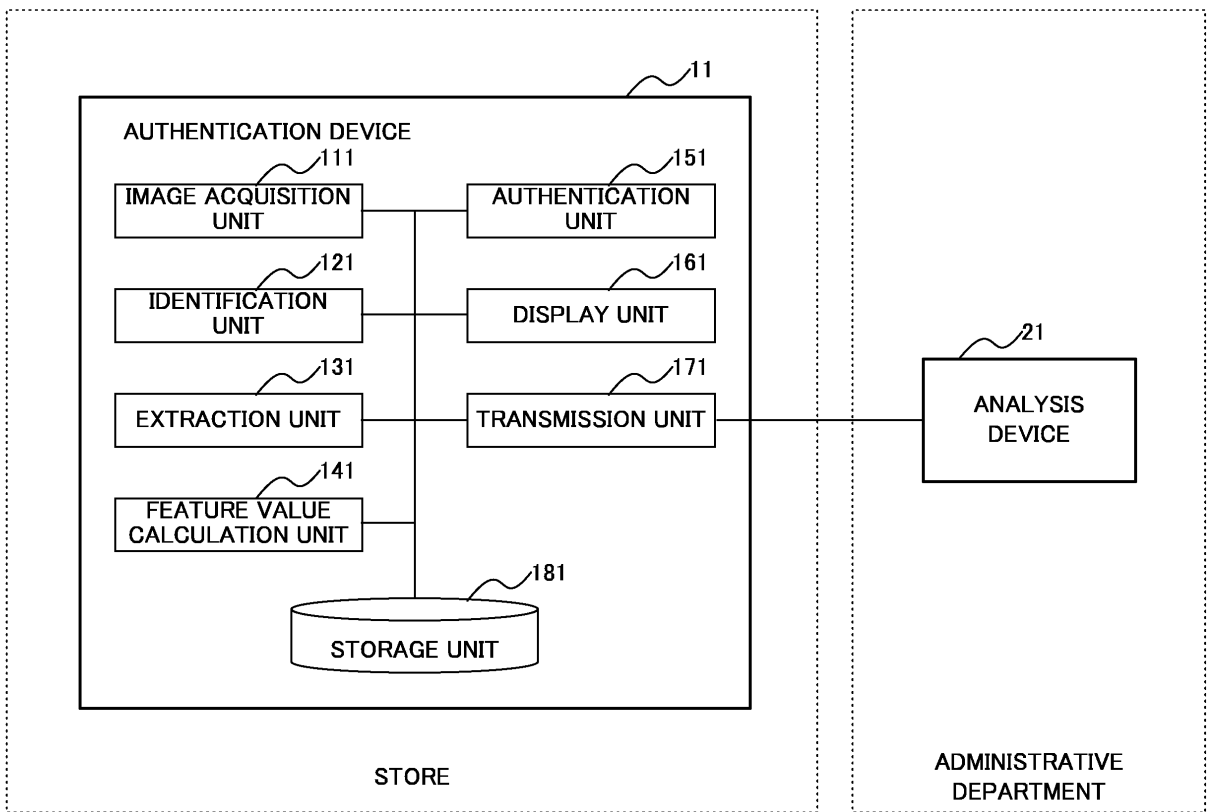 11
AUTHENTICATION DEVICE
111
IMAGE ACQUISITION
UNIT
151
AUTHENTICATION
UNIT
121
IDENTIFICATION
UNIT
161
DISPLAY UNIT
131
EXTRACTION UNIT
171
TRANSMISSION UNIT
141
FEATURE VALUE
CALCULATION UNIT
181
STORAGE UNIT
STORE
21
ANALYSIS
DEVICE
ADMINISTRATIVE
DEPARTMENT